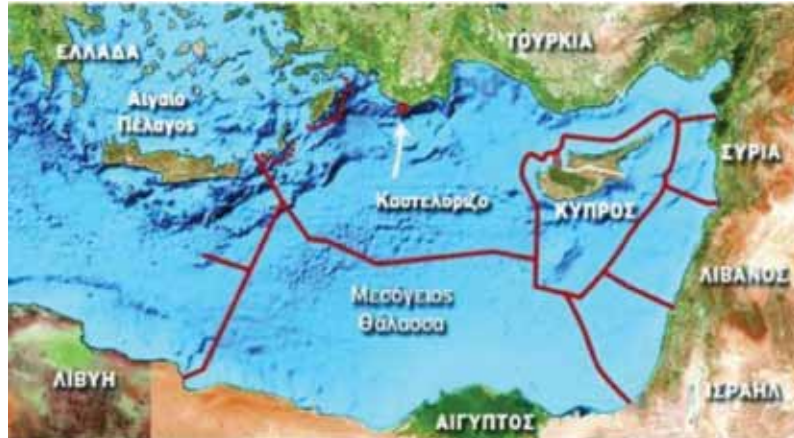 ΕΛΛΑΔΑ
ΤΟΥΡΚΙΑ
Αιγαίο
Πέλαγος
ΣΥΡΙΑ
Καστελόριζο
ΚΥΠΡΟΣ
ΛΙΒΑΝΟΣ
Μεσόγειος
Θάλασσα
ΛΙΒΥΗ
ΙΣΡΑΗΛ
ΑΙΓΥΠΤΟΣ